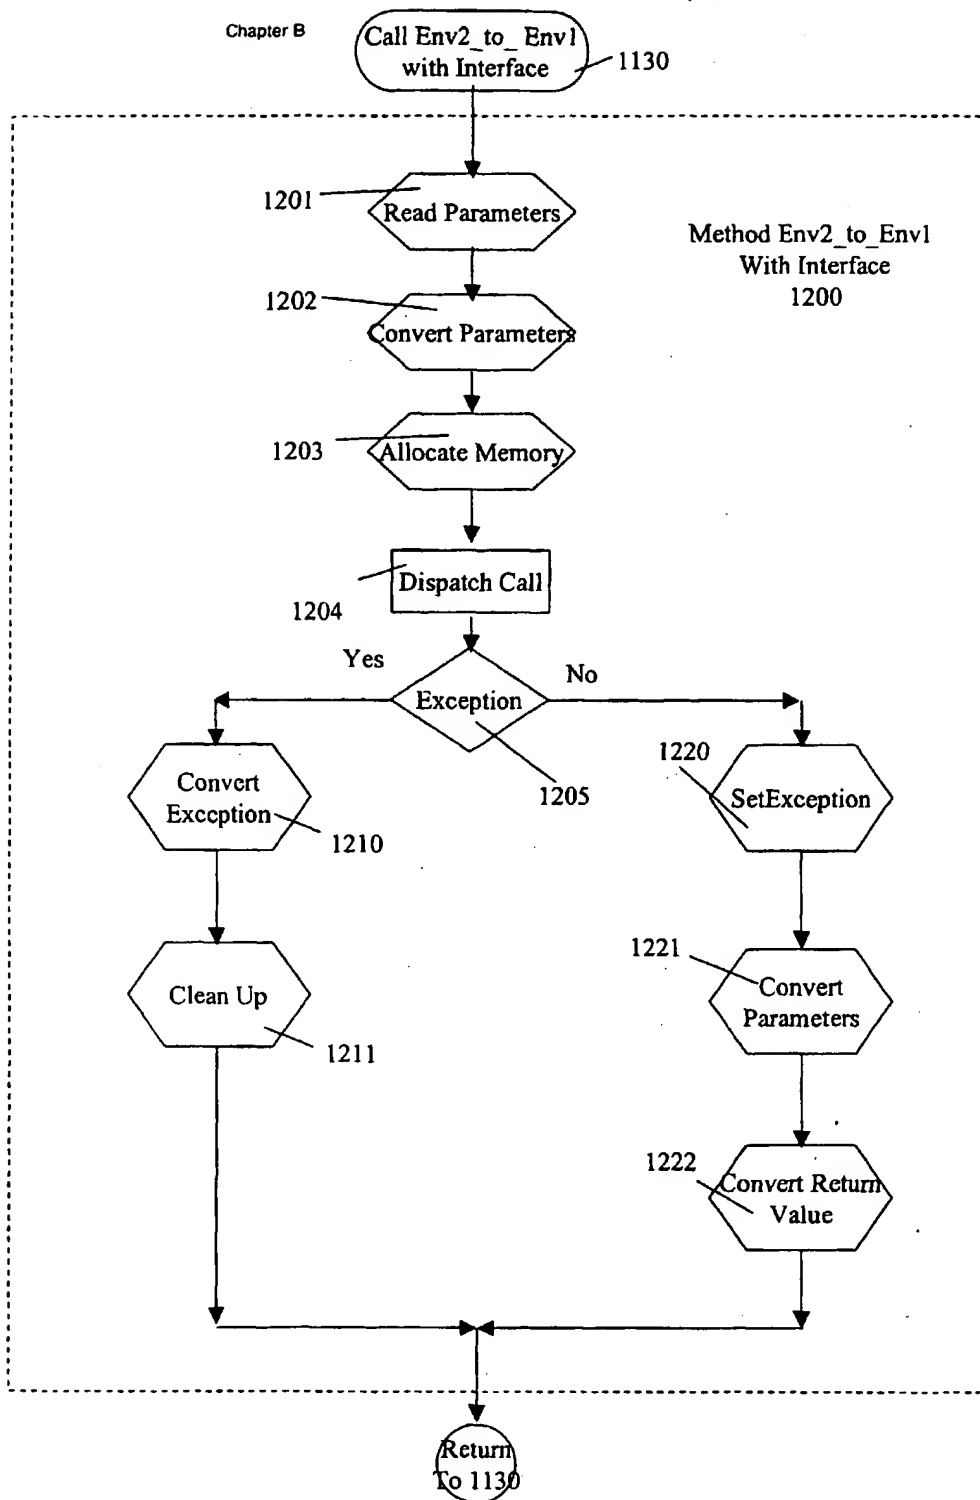 Chapter B
Call Env2_to_ Env1
with Interface
1130
1201
Read Parameters
Method Env2_to_Env1
With Interface
1200
1202
Convert Parameters
1203
Allocate Memory
Dispatch Call
1204
Yes
No
Exception
1205
Convert
Exception
1210
1220
SetException
Clean Up
1211
1221
Convert
Parameters
1222
Convert Return
Value
Return
To 1130